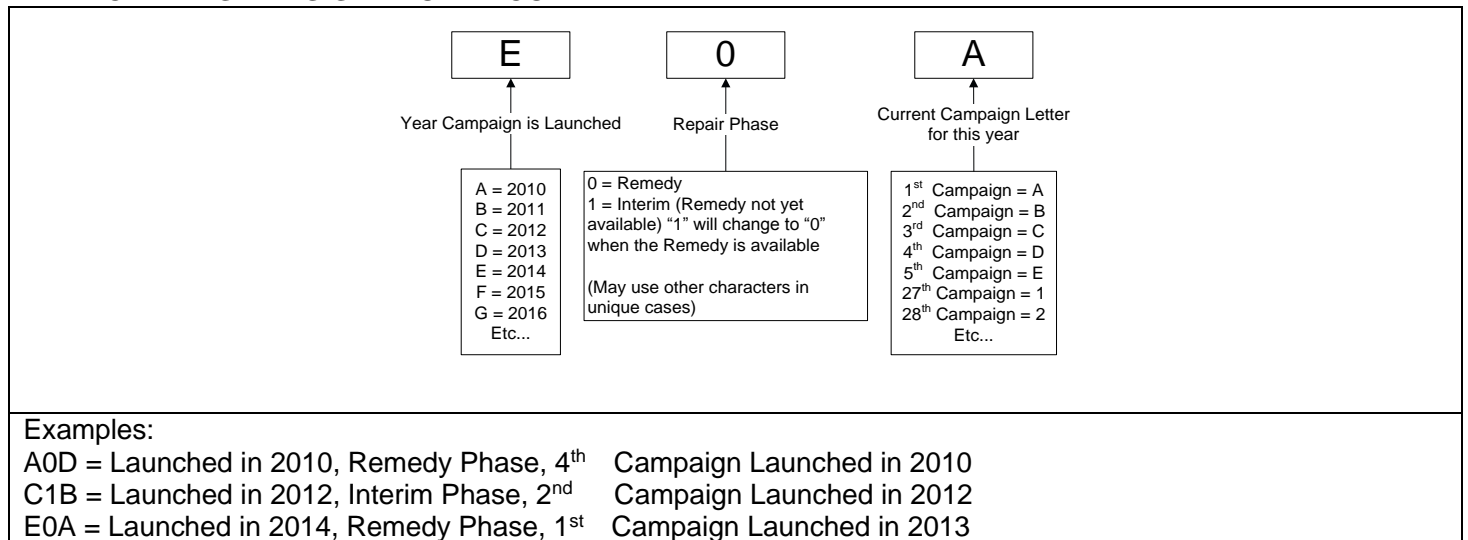 E
0
A
Year Campaign is Launched
Repair Phase
Current Campaign Letter
for this year
A = 2010
B = 2011
C = 2012
D = 2013
E = 2014
F = 2015
G = 2016
Etc...
0 = Remedy
1 = Interim (Remedy not yet
available) “1” will change to “0”
when the Remedy is available
(May use other characters in
unique cases)
1st Campaign = A
2nd Campaign = B
3rd Campaign = C
4th Campaign = D
5th Campaign = E
27th Campaign = 1
28th Campaign = 2
Etc...
Examples:
A0D = Launched in 2010, Remedy Phase, 4th Campaign Launched in 2010
C1B = Launched in 2012, Interim Phase, 2nd Campaign Launched in 2012
E0A = Launched in 2014, Remedy Phase, 1st Campaign Launched in 2013